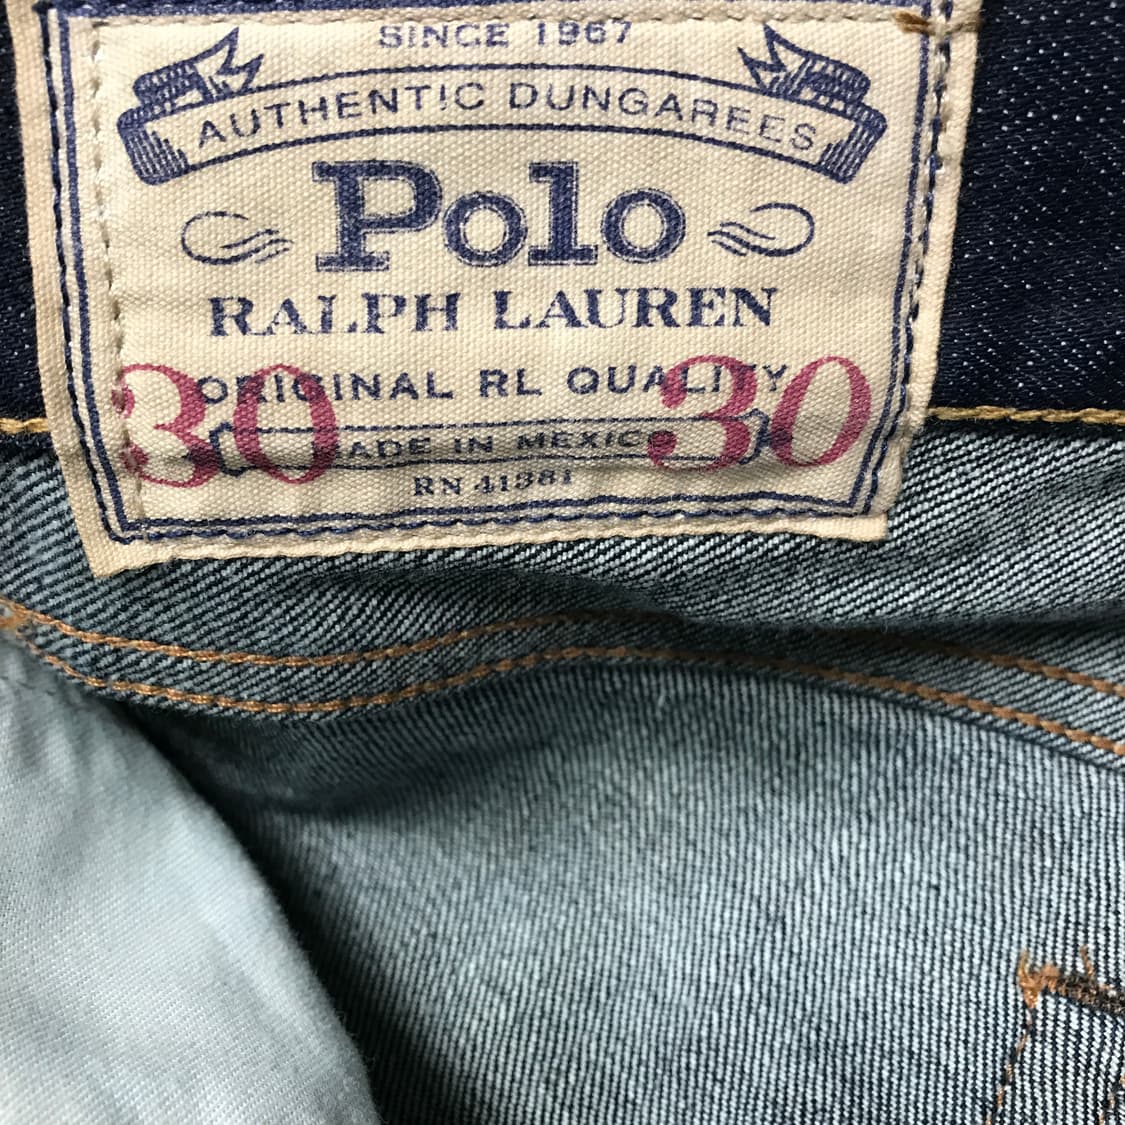 SINCE 1967
AUTHENTIC DUNGAREES
Polo
RALPH LAUREN
ORIGINAL RL QUALITY
30 30
MADE IN MEXICO
RN 41381